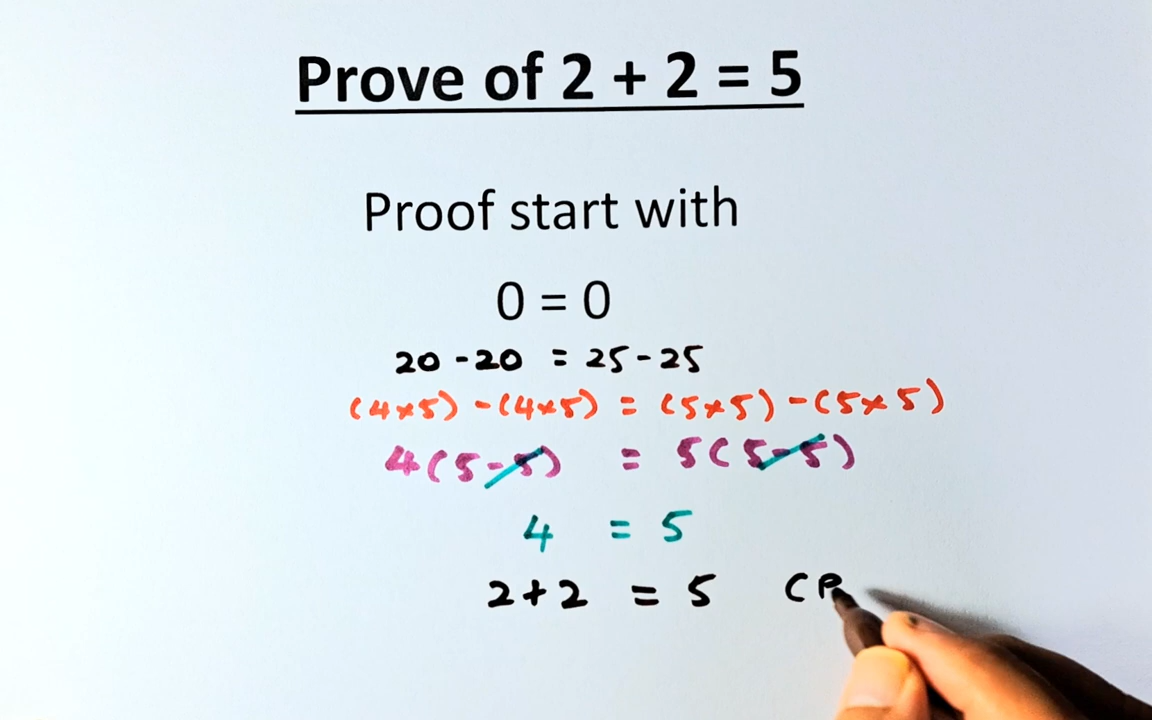 Prove of 2 + 2 = 5
Proof start with
0 = 0
20 - 20 = 25 - 25
(4×5) - (4×5) = (5×5) - (5×5)
4(5-5) = 5(5-5)
4 = 5
2+2 = 5 (P